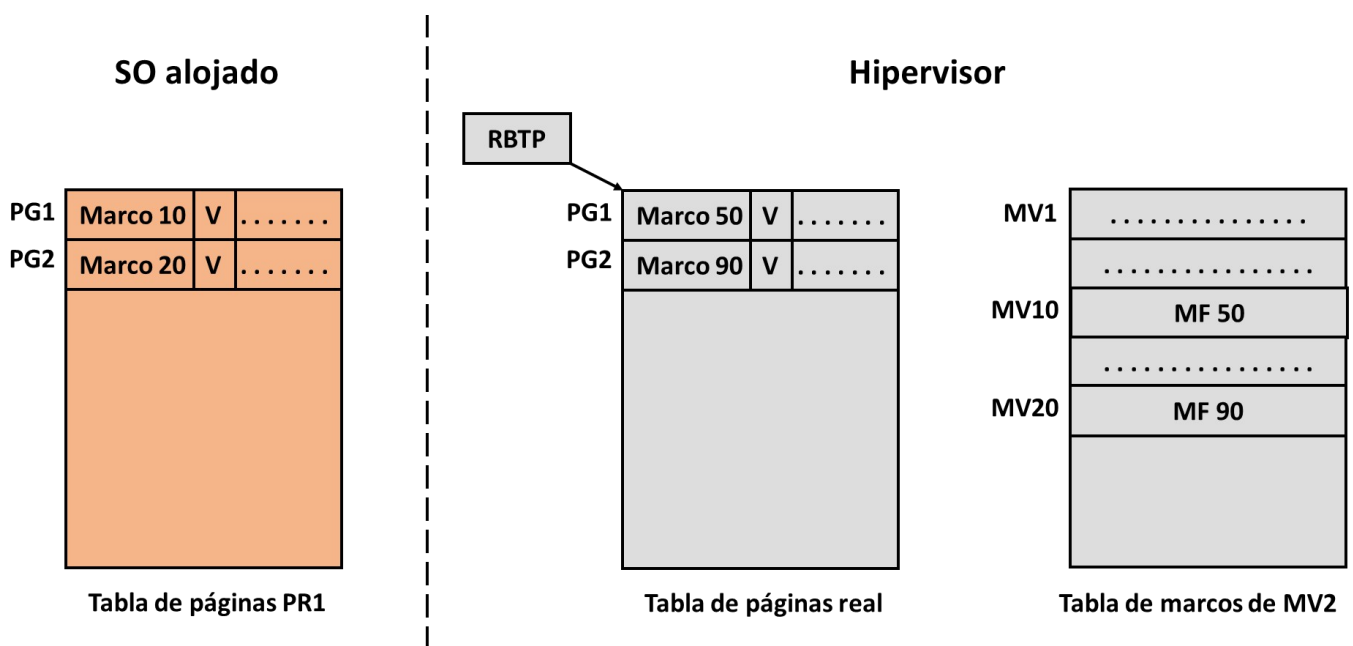 SO alojado
Hipervisor
RBTP
PG1 Marco 10 V .......
PG2 Marco 20 V .......
PG1 Marco 50 V .......
PG2 Marco 90 V .......
MV1 ...............
................
MV10 MF 50
................
MV20 MF 90
Tabla de páginas PR1
Tabla de páginas real
Tabla de marcos de MV2